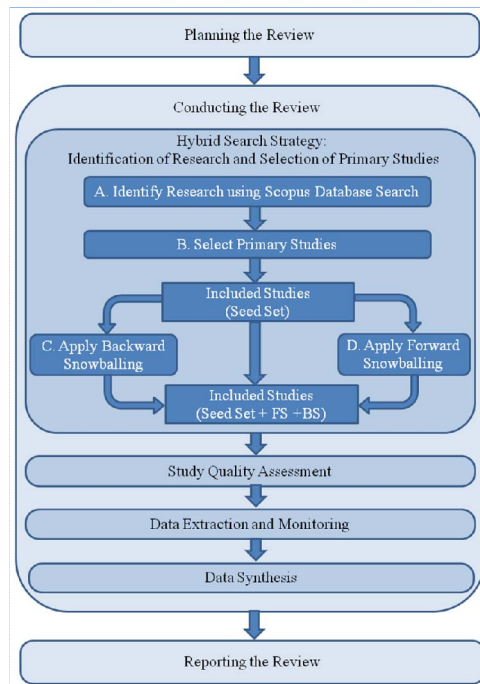 Planning the Review
Conducting the Review
Hybrid Search Strategy:
Identification of Research and Selection of Primary Studies
A. Identify Research using Scopus Database Search
B. Select Primary Studies
Included Studies
(Seed Set)
C. Apply Backward
Snowballing
D. Apply Forward
Snowballing
Included Studies
(Seed Set + FS +BS)
Study Quality Assessment
Data Extraction and Monitoring
Data Synthesis
Reporting the Review